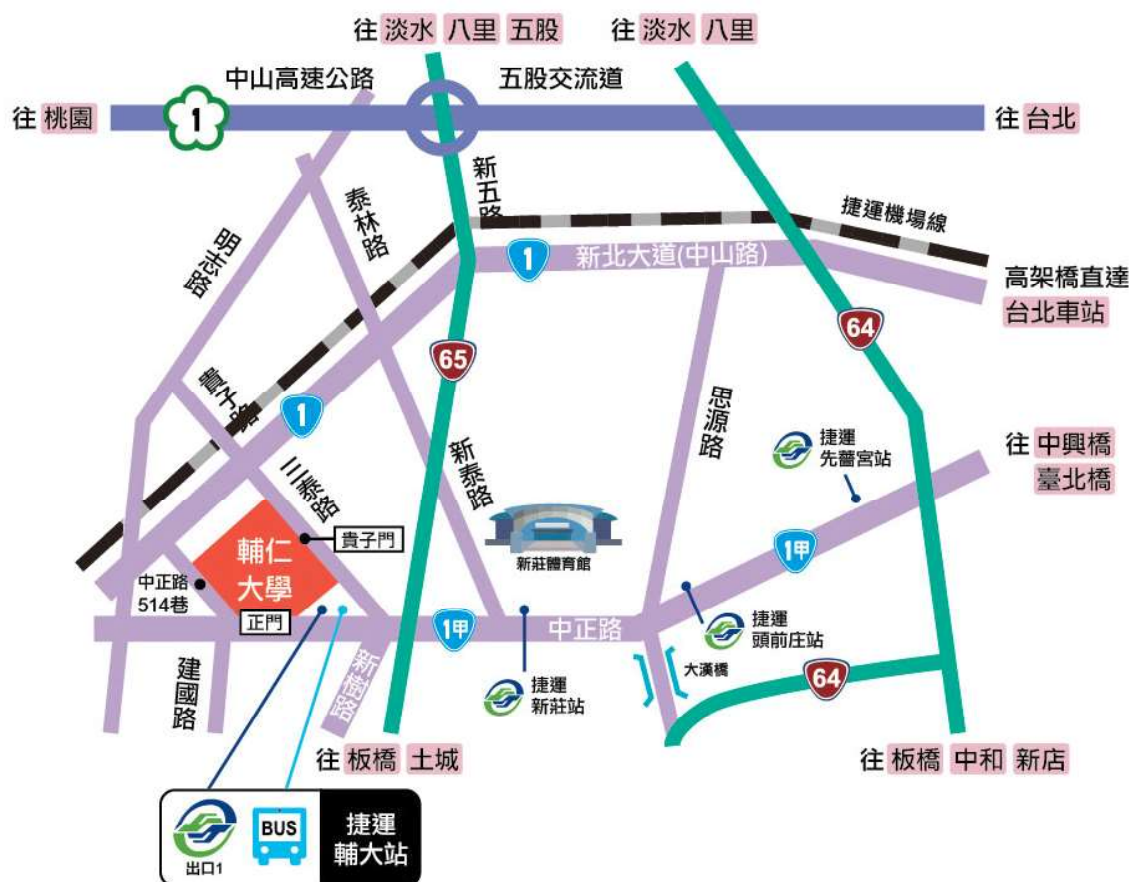 往 淡水 八里 五股
往 淡水 八里
中山高速公路
五股交流道
往 桃園
1
往 台北
新五路
泰林路
明志路
捷運機場線
1
新北大道(中山路)
高架橋直達
台北車站
65
64
貴子路
1
思源路
新泰路
捷運
先嗇宮站
往 中興橋
臺北橋
三泰路
貴子門
新莊體育館
輔仁
大學
1甲
中正路
514巷
正門
1甲
中正路
捷運
頭前庄站
建國路
新樹路
捷運
新莊站
大漢橋
64
往 板橋 土城
往 板橋 中和 新店
BUS
出口1
捷運
輔大站